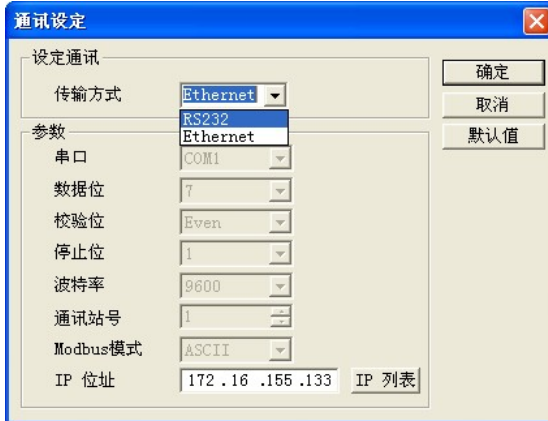 通讯设定
设定通讯
传输方式 Ethernet
RS232
Ethernet
参数
串口 COM1
数据位 7
校验位 Even
停止位 1
波特率 9600
通讯站号 1
Modbus模式 ASCII
IP 位址 172.16.155.133 IP 列表
确定
取消
默认值